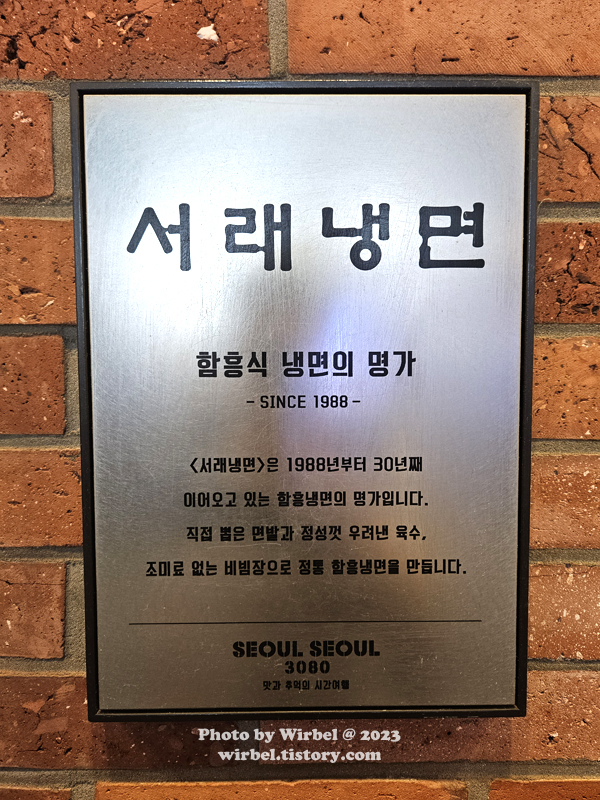 서래냉면
함흥식 냉면의 명가
- SINCE 1988 -
<서래냉면>은 1988년부터 30년째
이어오고 있는 함흥냉면의 명가입니다.
직접 뽑은 면발과 정성껏 우려낸 육수,
조미료 없는 비빔장으로 정통 함흥냉면을 만듭니다.
SEOUL SEOUL
3080
맛과 추억의 시간여행
Photo by Wirbel @ 2023
wirbel.tistory.com